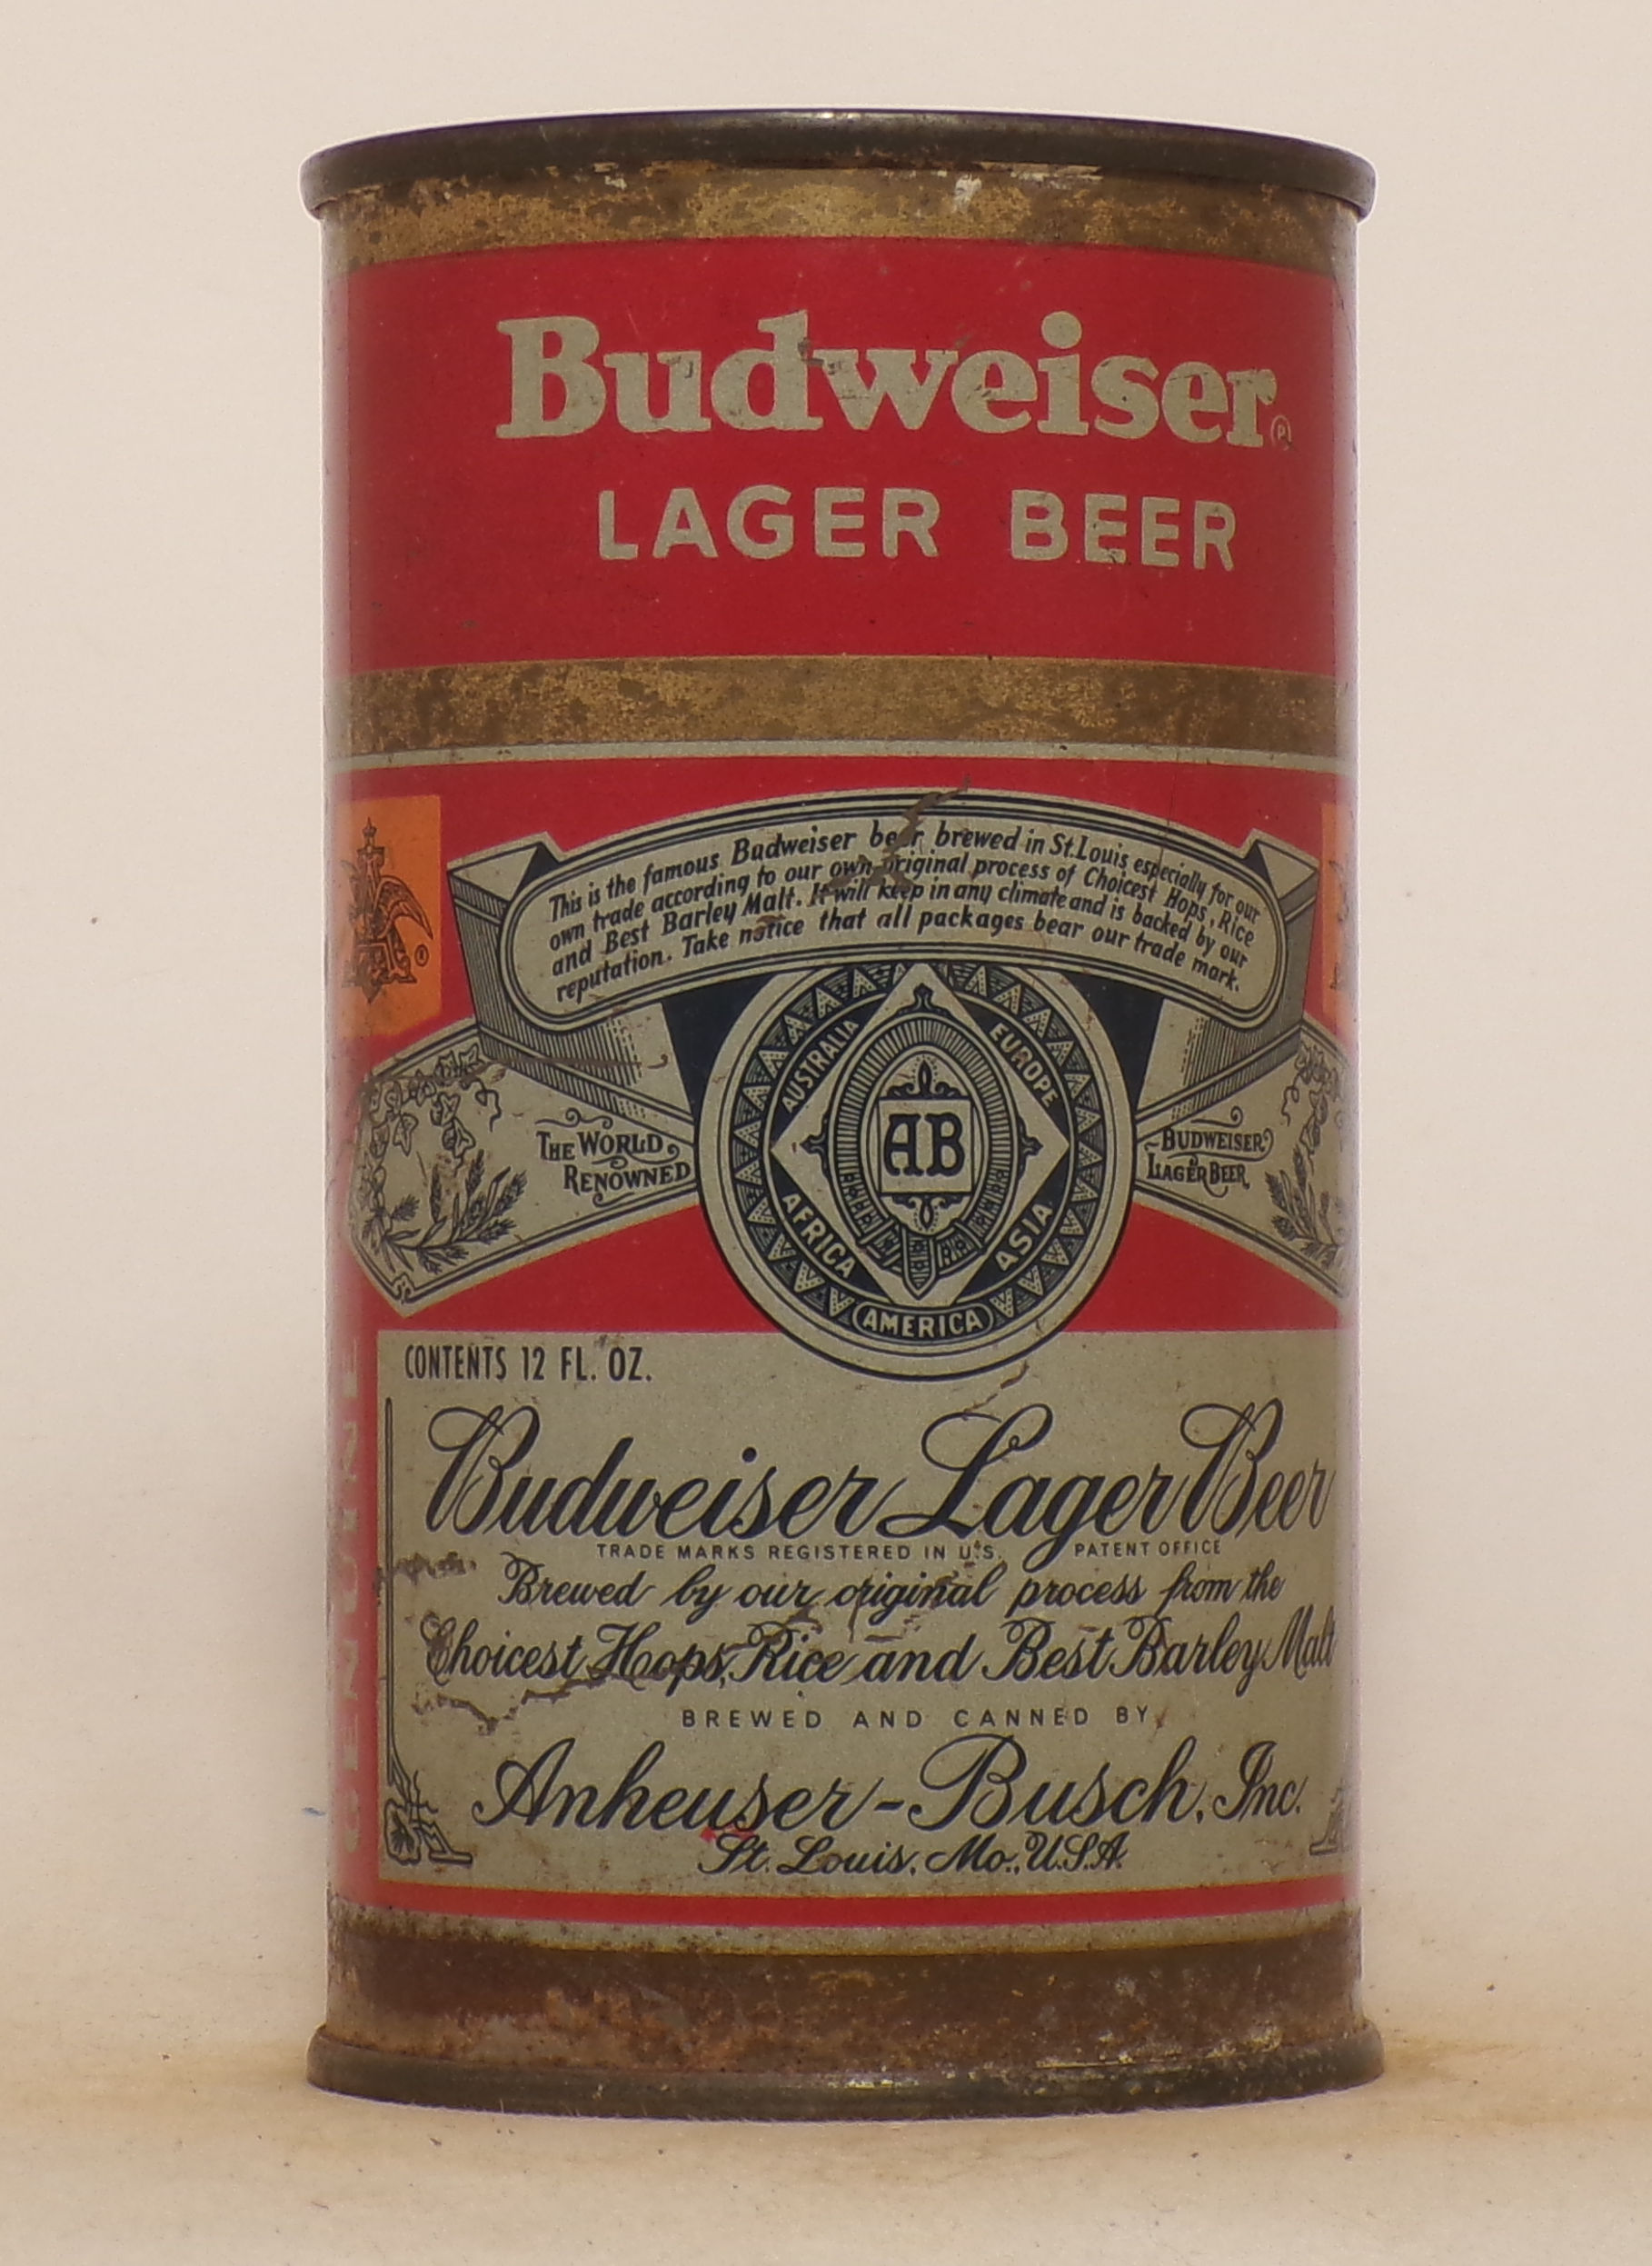 Budweiser®
LAGER BEER
This is the famous Budweiser beer brewed in St. Louis especially for our
own trade according to our own original process of Choicest Hops, Rice
and Best Barley Malt. It will keep in any climate and is backed by our
reputation. Take notice that all packages bear our trade mark.
®
AUSTRALIA
EUROPE
THE WORLD
RENOWNED
AB
BUDWEISER
LAGER BEER
AFRICA
ASIA
AMERICA
GENUINE
CONTENTS 12 FL. OZ.
Budweiser Lager Beer
TRADE MARKS REGISTERED IN U.S. PATENT OFFICE
Brewed by our original process from the
Choicest Hops, Rice and Best Barley Malt
BREWED AND CANNED BY
Anheuser-Busch, Inc.
St. Louis, Mo., U.S.A.